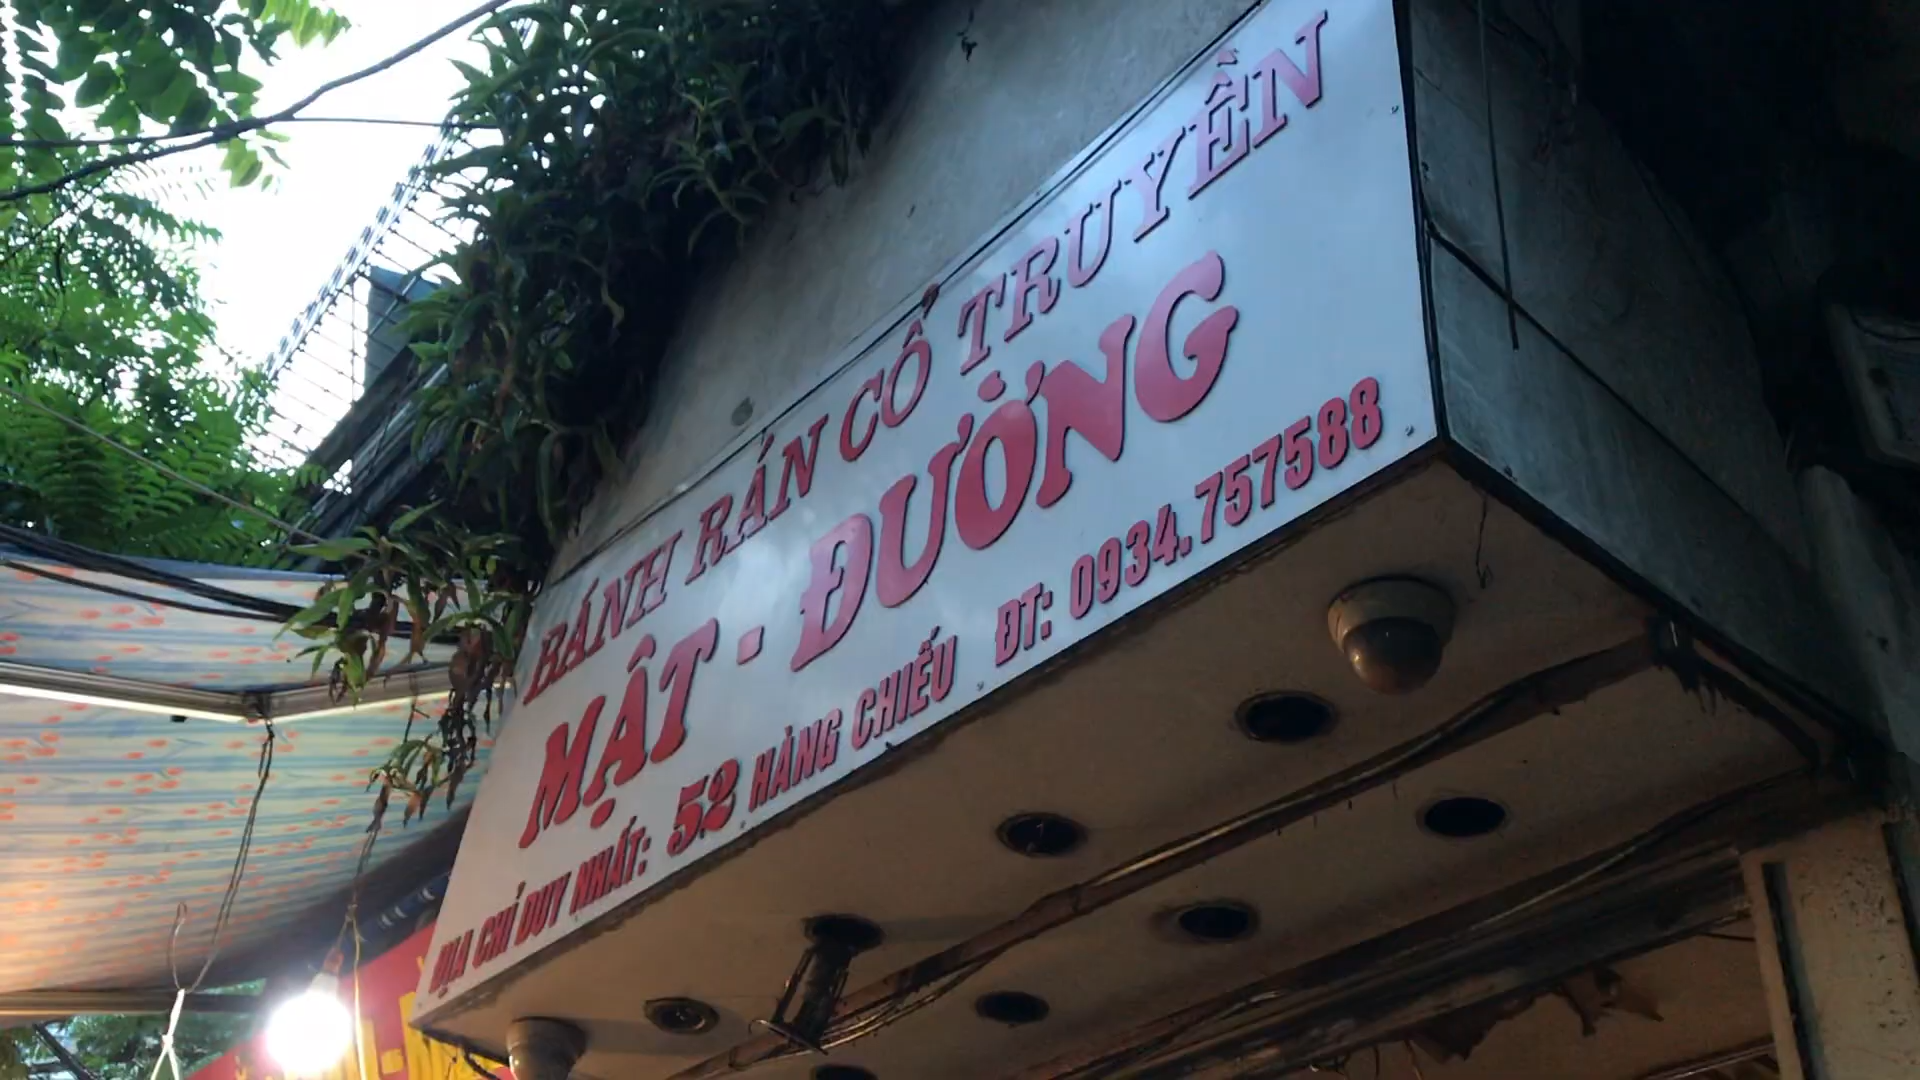 BÁNH RÁN CỔ TRUYỀN
MẬT - ĐƯỜNG
ĐỊA CHỈ DUY NHẤT: 52 HÀNG CHIẾU ĐT: 0934.757588